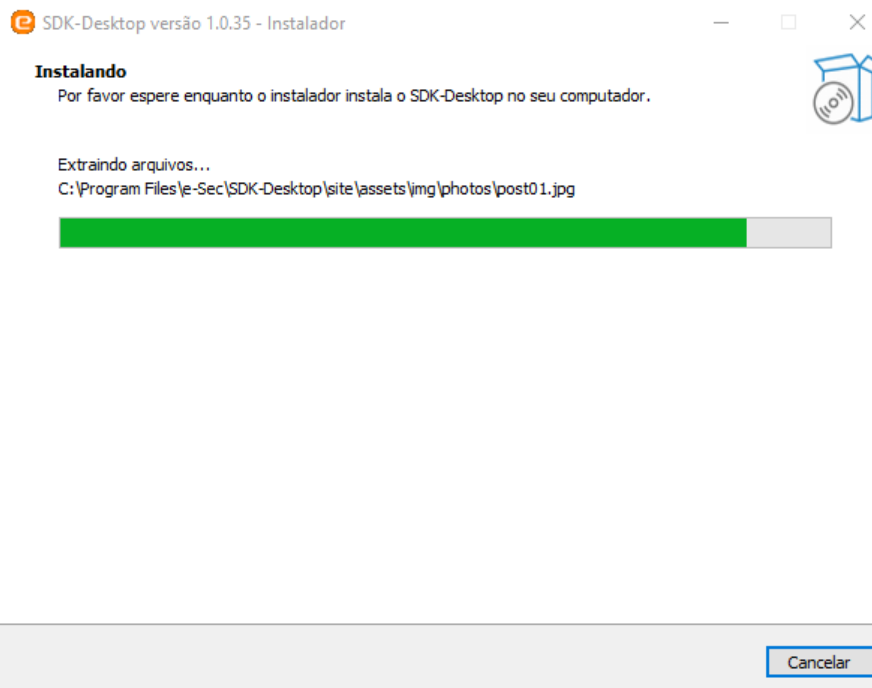 SDK-Desktop versão 1.0.35 - Instalador
Instalando
Por favor espere enquanto o instalador instala o SDK-Desktop no seu computador.
Extraindo arquivos...
C:\Program Files\e-Sec\SDK-Desktop\site\assets\img\photos\post01.jpg
Cancelar